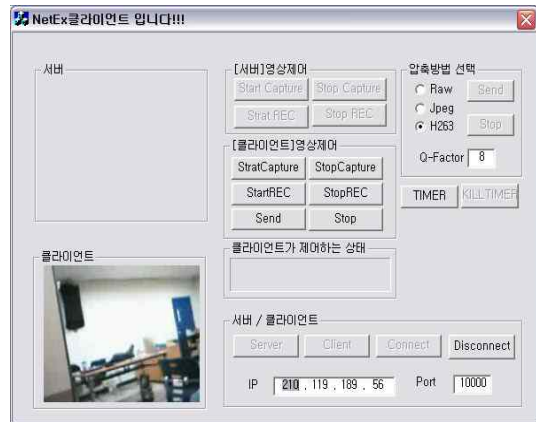 NetEx클라이언트 입니다!!!
서버
[서버]영상제어
Start Capture Stop Capture
Strat REC Stop REC
압축방법 선택
Raw Send
Jpeg
H263 Stop
Q-Factor 8
[클라이언트]영상제어
StratCapture StopCapture
StartREC StopREC
Send Stop
TIMER KILLTIMER
클라이언트가 제어하는 상태
클라이언트
서버 / 클라이언트
Server Client Connect Disconnect
IP 210 . 119 . 189 . 56 Port 10000